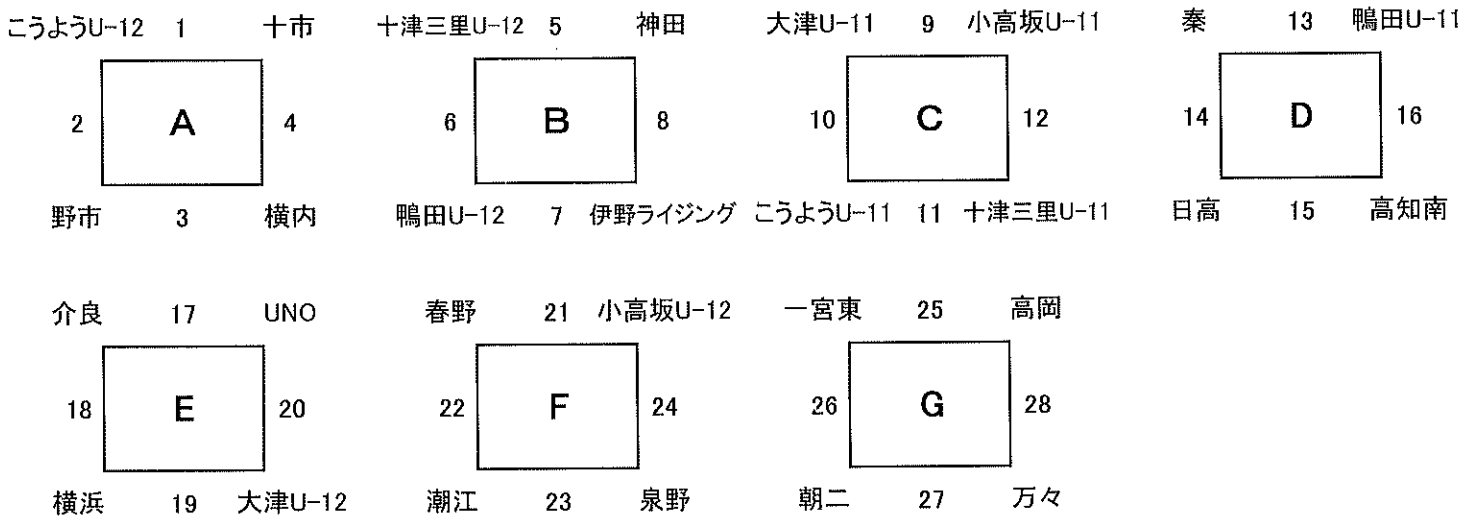 こうようU-12 1 十市 十津三里U-12 5 神田 大津U-11 9 小高坂U-11 秦 13 鴨田U-11
2 A 4 6 B 8 10 C 12 14 D 16
野市 3 横内 鴨田U-12 7 伊野ライジング こうようU-11 11 十津三里U-11 日高 15 高知南
介良 17 UNO 春野 21 小高坂U-12 一宮東 25 高岡
18 E 20 22 F 24 26 G 28
横浜 19 大津U-12 潮江 23 泉野 朝二 27 万々